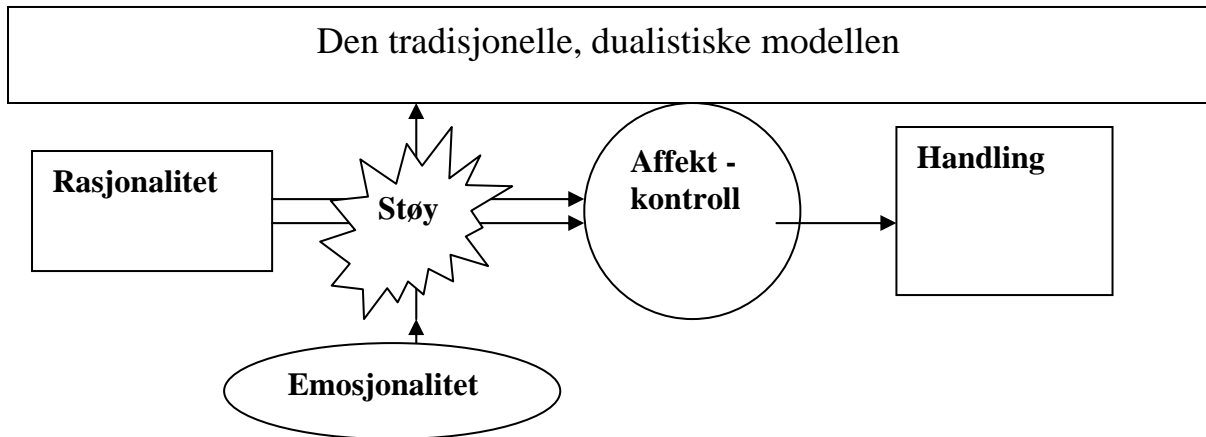 Den tradisjonelle, dualistiske modellen
Rasjonalitet
Støy
Affekt -
kontroll
Handling
Emosjonalitet